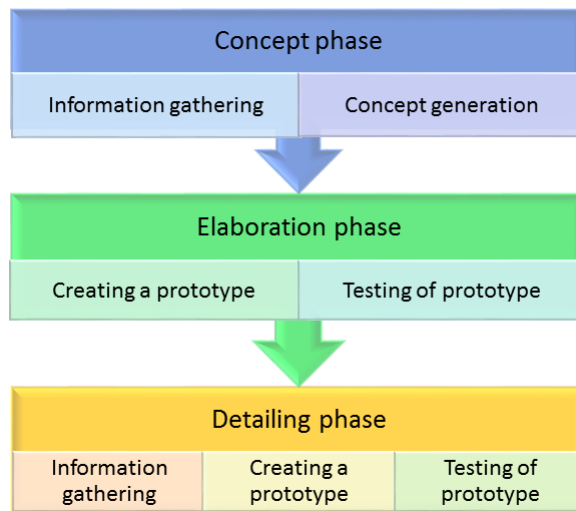 Concept phase
Information gathering
Concept generation
Elaboration phase
Creating a prototype
Testing of prototype
Detailing phase
Information
gathering
Creating a
prototype
Testing of
prototype